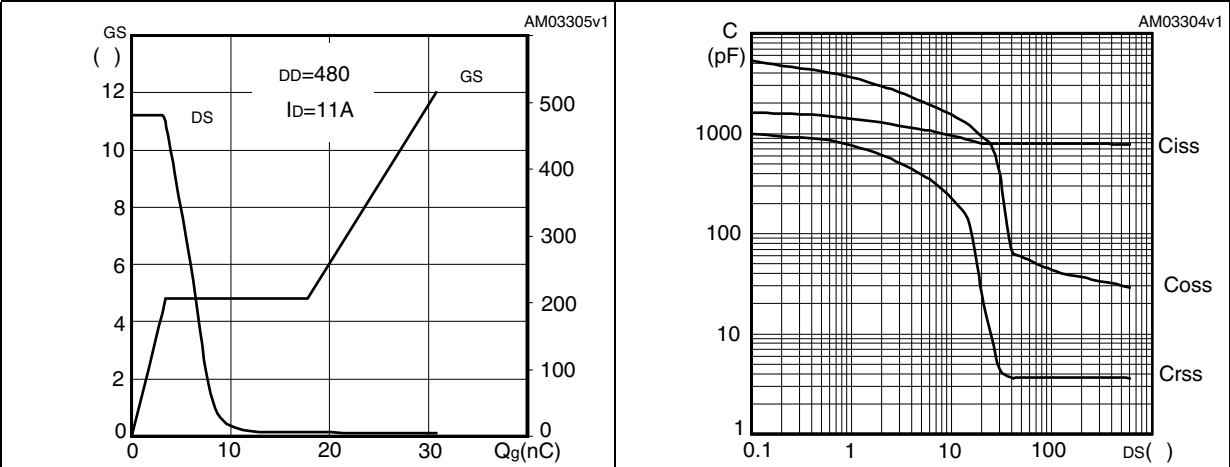 AM03305v1
GS
( )
12
10
8
6
4
2
0
DD=480
ID=11A
DS
GS
500
400
300
200
100
0
0
10
20
30
Qg(nC)
AM03304v1
C
(pF)
1000
100
10
1
Ciss
Coss
Crss
0.1
1
10
100
DS( )